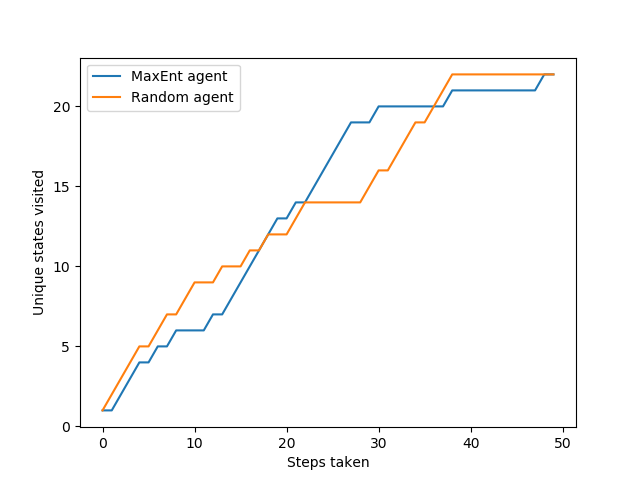 MaxEnt agent
Random agent
Unique states visited
20
15
10
5
0
0 10 20 30 40 50
Steps taken